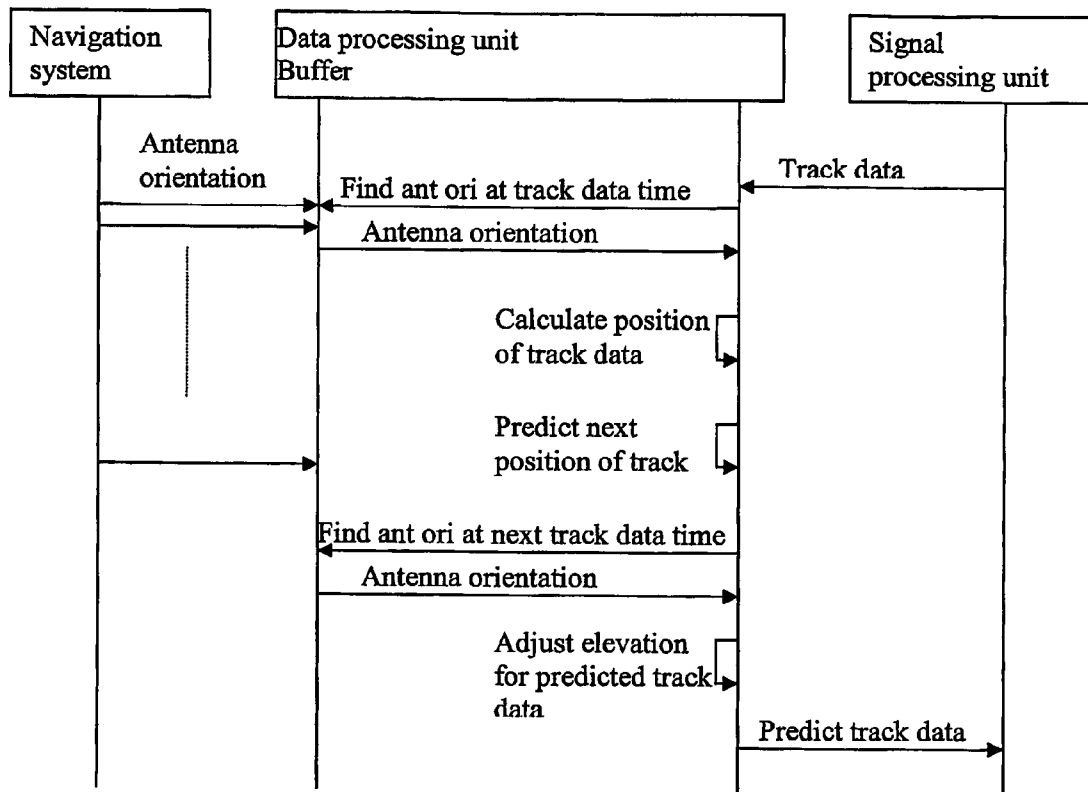 Navigation
system
Data processing unit
Buffer
Signal
processing unit
Antenna
orientation
Track data
Find ant ori at track data time
Antenna orientation
Calculate position
of track data
Predict next
position of track
Find ant ori at next track data time
Antenna orientation
Adjust elevation
for predicted track
data
Predict track data